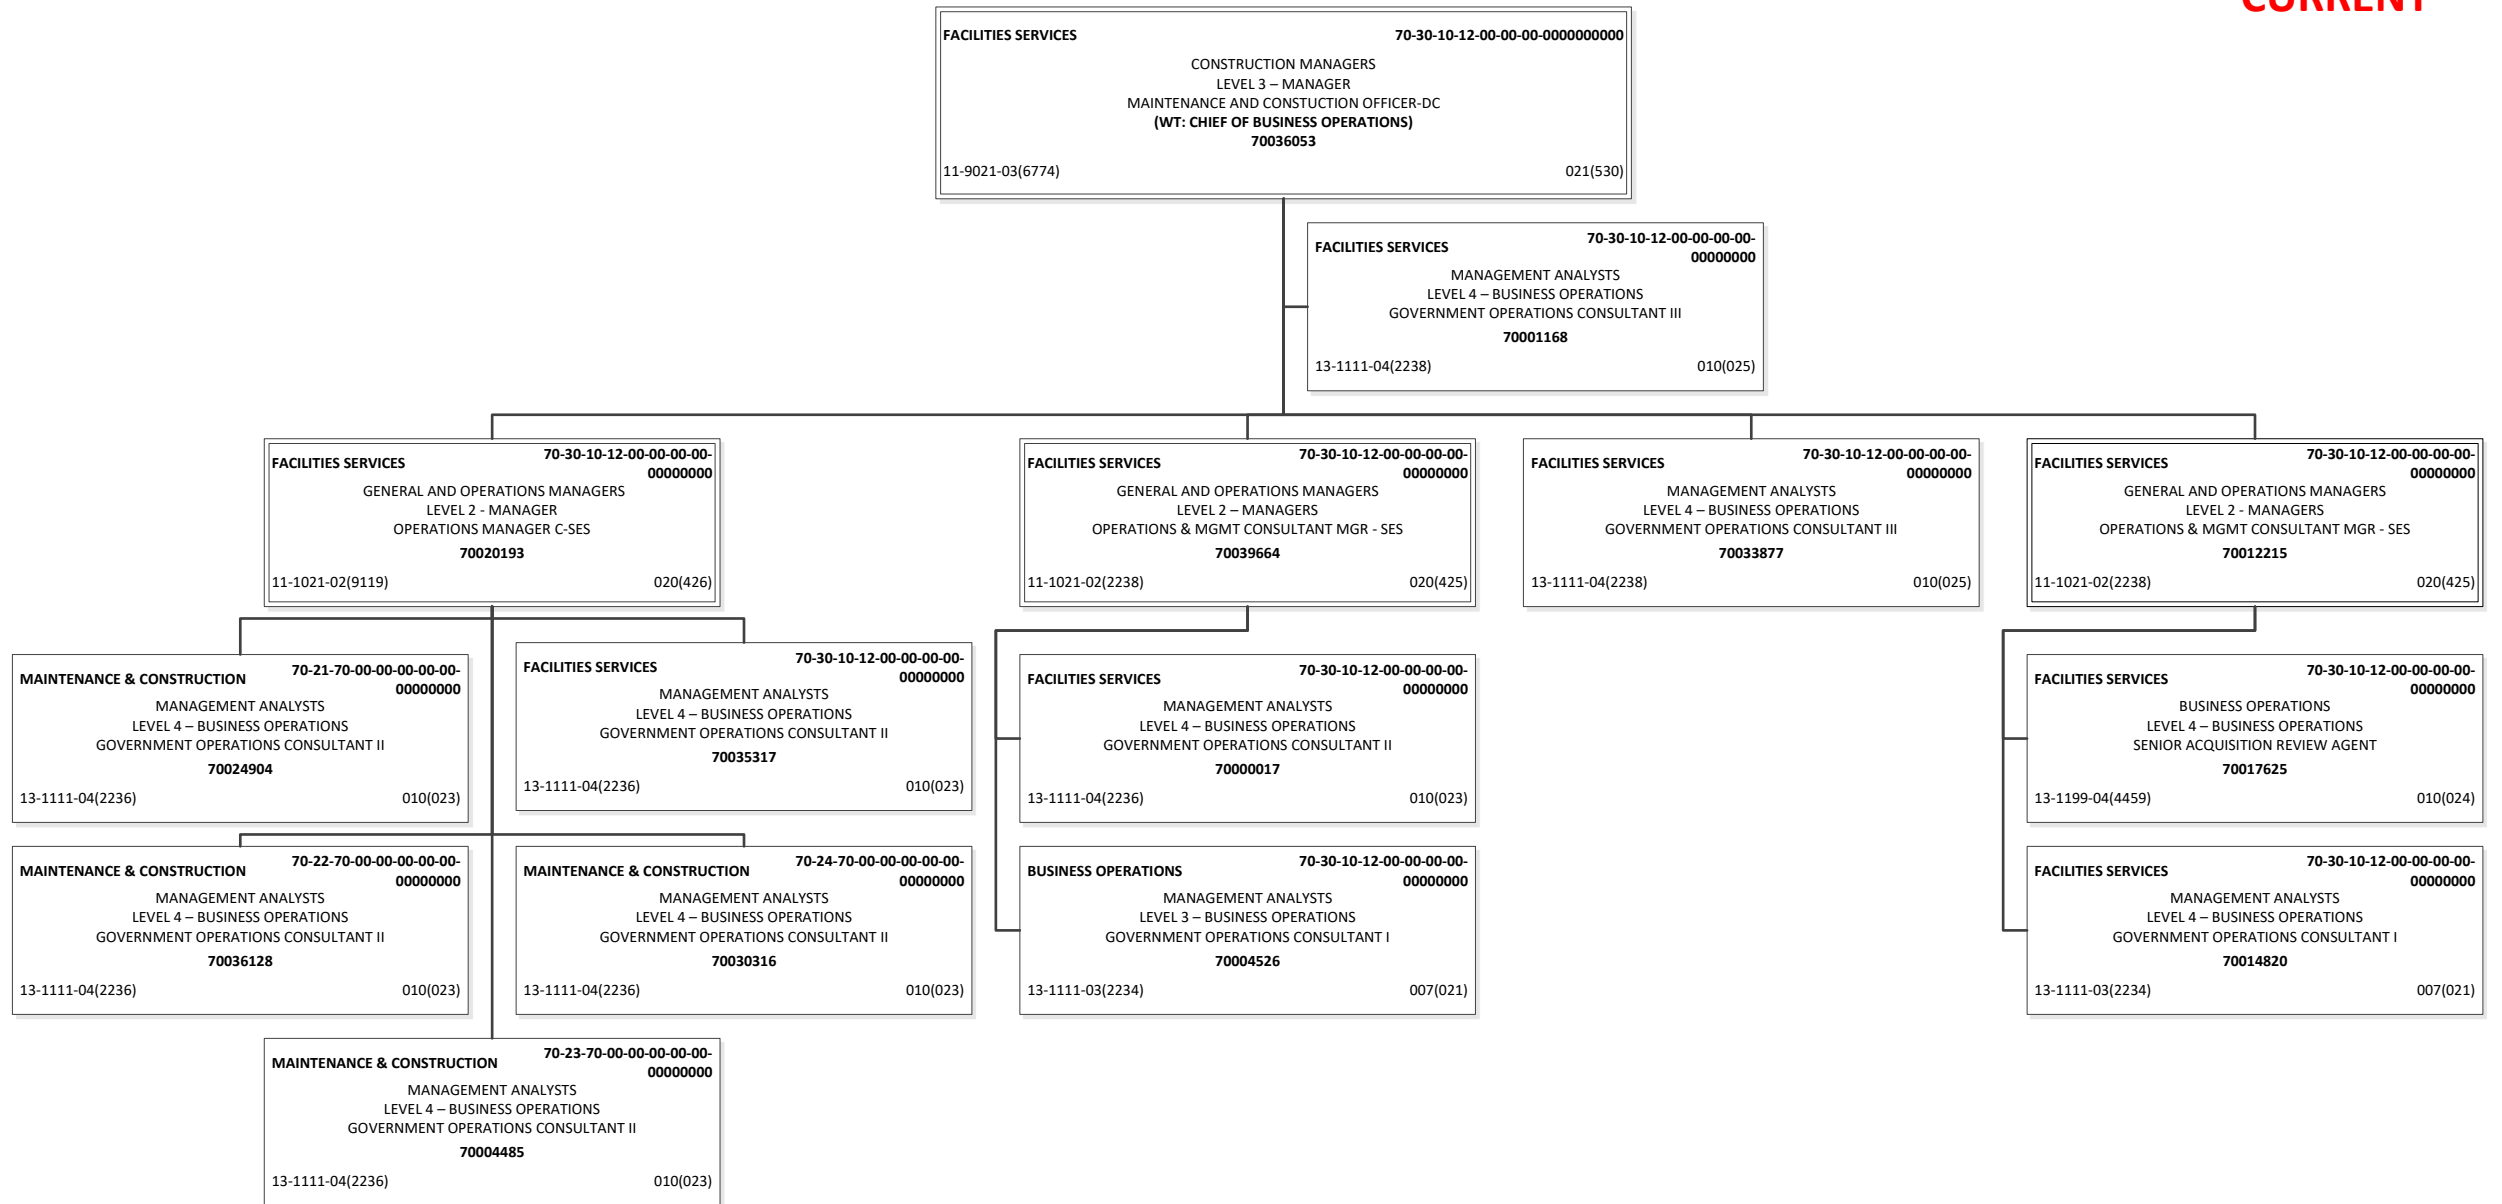 CURRENT
FACILITIES SERVICES 70-30-10-12-00-00-00-0000000000
CONSTRUCTION MANAGERS
LEVEL 3 – MANAGER
MAINTENANCE AND CONSTUCTION OFFICER-DC
(WT: CHIEF OF BUSINESS OPERATIONS)
70036053
11-9021-03(6774) 021(530)
FACILITIES SERVICES 70-30-10-12-00-00-00-00-
00000000
MANAGEMENT ANALYSTS
LEVEL 4 – BUSINESS OPERATIONS
GOVERNMENT OPERATIONS CONSULTANT III
70001168
13-1111-04(2238) 010(025)
FACILITIES SERVICES 70-30-10-12-00-00-00-00-
00000000
GENERAL AND OPERATIONS MANAGERS
LEVEL 2 - MANAGER
OPERATIONS MANAGER C-SES
70020193
11-1021-02(9119) 020(426)
FACILITIES SERVICES 70-30-10-12-00-00-00-00-
00000000
GENERAL AND OPERATIONS MANAGERS
LEVEL 2 – MANAGERS
OPERATIONS & MGMT CONSULTANT MGR - SES
70039664
11-1021-02(2238) 020(425)
FACILITIES SERVICES 70-30-10-12-00-00-00-00-
00000000
MANAGEMENT ANALYSTS
LEVEL 4 – BUSINESS OPERATIONS
GOVERNMENT OPERATIONS CONSULTANT III
70033877
13-1111-04(2238) 010(025)
FACILITIES SERVICES 70-30-10-12-00-00-00-00-
00000000
GENERAL AND OPERATIONS MANAGERS
LEVEL 2 - MANAGERS
OPERATIONS & MGMT CONSULTANT MGR - SES
70012215
11-1021-02(2238) 020(425)
MAINTENANCE & CONSTRUCTION 70-21-70-00-00-00-00-00-
00000000
MANAGEMENT ANALYSTS
LEVEL 4 – BUSINESS OPERATIONS
GOVERNMENT OPERATIONS CONSULTANT II
70024904
13-1111-04(2236) 010(023)
FACILITIES SERVICES 70-30-10-12-00-00-00-00-
00000000
MANAGEMENT ANALYSTS
LEVEL 4 – BUSINESS OPERATIONS
GOVERNMENT OPERATIONS CONSULTANT II
70035317
13-1111-04(2236) 010(023)
FACILITIES SERVICES 70-30-10-12-00-00-00-00-
00000000
MANAGEMENT ANALYSTS
LEVEL 4 – BUSINESS OPERATIONS
GOVERNMENT OPERATIONS CONSULTANT II
70000017
13-1111-04(2236) 010(023)
FACILITIES SERVICES 70-30-10-12-00-00-00-00-
00000000
BUSINESS OPERATIONS
LEVEL 4 – BUSINESS OPERATIONS
SENIOR ACQUISITION REVIEW AGENT
70017625
13-1199-04(4459) 010(024)
MAINTENANCE & CONSTRUCTION 70-22-70-00-00-00-00-00-
00000000
MANAGEMENT ANALYSTS
LEVEL 4 – BUSINESS OPERATIONS
GOVERNMENT OPERATIONS CONSULTANT II
70036128
13-1111-04(2236) 010(023)
MAINTENANCE & CONSTRUCTION 70-24-70-00-00-00-00-00-
00000000
MANAGEMENT ANALYSTS
LEVEL 4 – BUSINESS OPERATIONS
GOVERNMENT OPERATIONS CONSULTANT II
70030316
13-1111-04(2236) 010(023)
BUSINESS OPERATIONS 70-30-10-12-00-00-00-00-
00000000
MANAGEMENT ANALYSTS
LEVEL 3 – BUSINESS OPERATIONS
GOVERNMENT OPERATIONS CONSULTANT I
70004526
13-1111-03(2234) 007(021)
FACILITIES SERVICES 70-30-10-12-00-00-00-00-
00000000
MANAGEMENT ANALYSTS
LEVEL 4 – BUSINESS OPERATIONS
GOVERNMENT OPERATIONS CONSULTANT I
70014820
13-1111-03(2234) 007(021)
MAINTENANCE & CONSTRUCTION 70-23-70-00-00-00-00-00-
00000000
MANAGEMENT ANALYSTS
LEVEL 4 – BUSINESS OPERATIONS
GOVERNMENT OPERATIONS CONSULTANT II
70004485
13-1111-04(2236) 010(023)